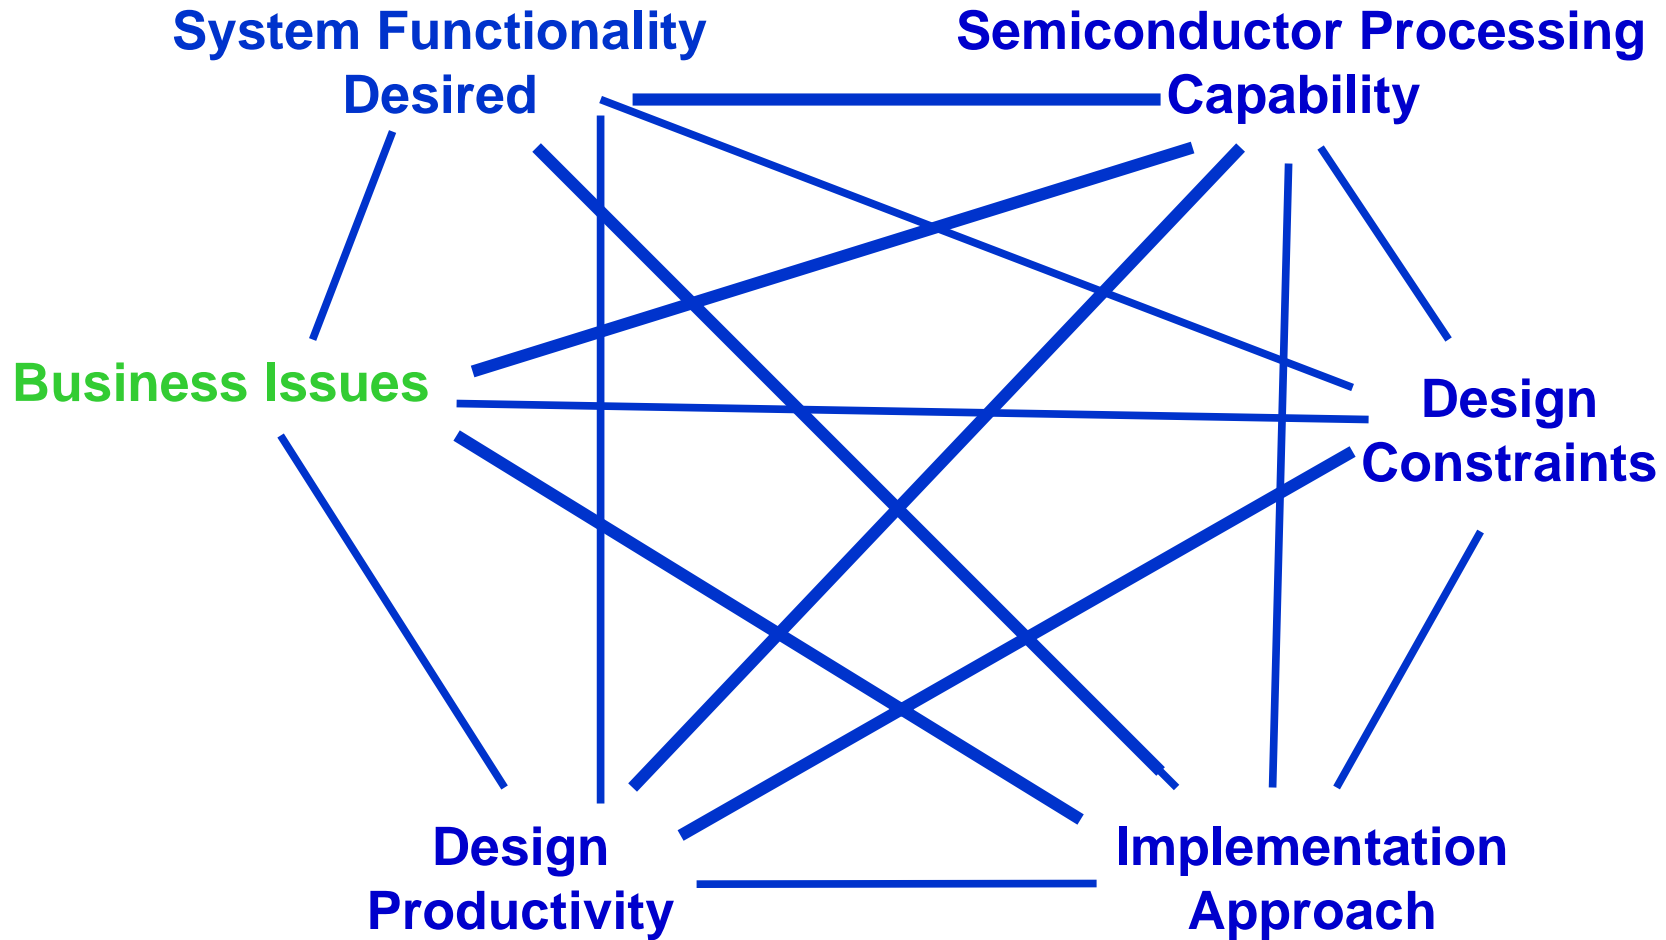 System Functionality
Desired
Semiconductor Processing
Capability
Business Issues
Design
Constraints
Design
Productivity
Implementation
Approach